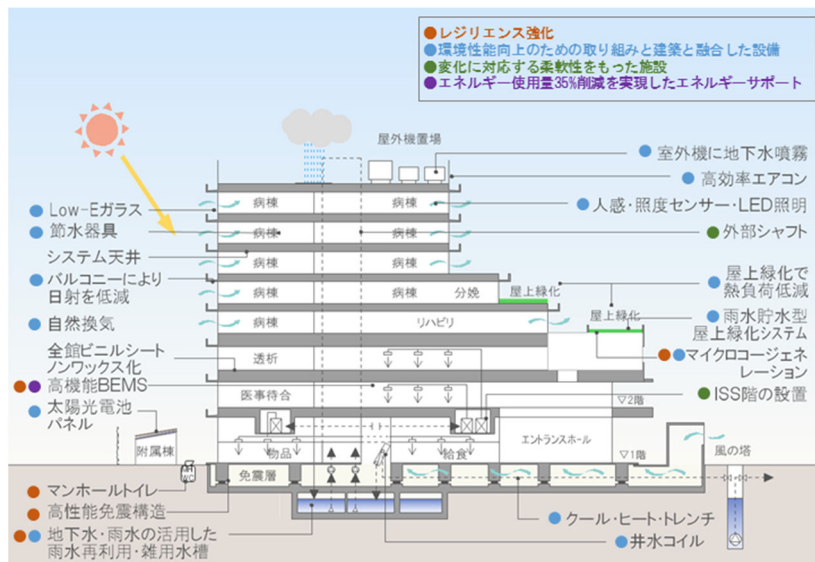 ●レジリエンス強化
●環境性能向上のための取り組みと建築と融合した設備
●変化に対応する柔軟性をもった施設
●エネルギー使用量35%削減を実現したエネルギーサポート
屋外機置場
●室外機に地下水噴霧
●高効率エアコン
●Low-Eガラス
病棟
病棟
●人感・照度センサー・LED照明
●節水器具
病棟
病棟
●外部シャフト
システム天井
病棟
病棟
●バルコニーにより
日射を低減
病棟
病棟
分娩
屋上緑化
●屋上緑化で
熱負荷低減
●自然換気
病棟
リハビリ
屋上緑化
●雨水貯水型
屋上緑化システム
全館ビニルシート
ノンワックス化
透析
●●マイクロコージェネ
レーション
●●高機能BEMS
医事待合
▽2階
●ISS階の設置
●太陽光電池
パネル
附属棟
物品
給食
エントランスホール
▽1階
風の塔
WC
免震層
●マンホールトイレ
●高性能免震構造
●●地下水・雨水の活用した
雨水再利用・雑用水槽
●クール・ヒート・トレンチ
●井水コイル